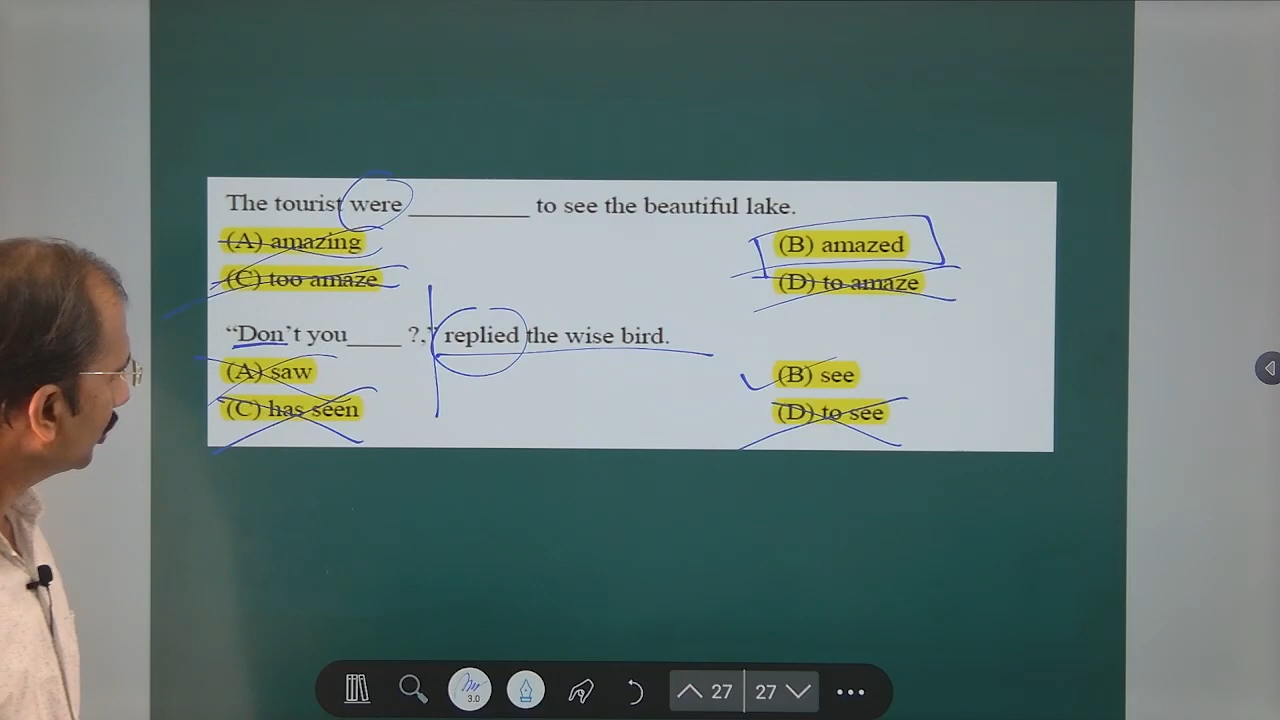 The tourist were __________ to see the beautiful lake.
(A) amazing (B) amazed
(C) too amaze (D) to amaze
“Don’t you____ ?,” replied the wise bird.
(A) saw (B) see
(C) has seen (D) to see
3.0 27 27